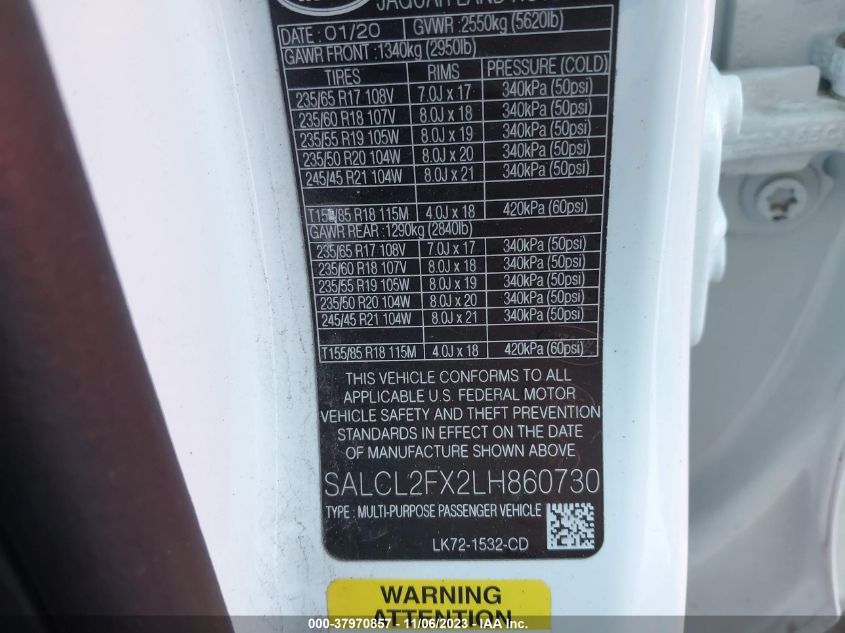 JAGUAR LAND ROVER
DATE: 01/20 GVWR :2550kg (5620lb)
GAWR FRONT : 1340kg (2950lb)
TIRES RIMS PRESSURE (COLD)
235/65 R17 108V 7.0J x 17 340kPa (50psi)
235/60 R18 107V 8.0J x 18 340kPa (50psi)
235/55 R19 105W 8.0J x 19 340kPa (50psi)
235/50 R20 104W 8.0J x 20 340kPa (50psi)
245/45 R21 104W 8.0J x 21 340kPa (50psi)
T155/85 R18 115M 4.0J x 18 420kPa (60psi)
GAWR REAR : 1290kg (2840lb)
235/65 R17 108V 7.0J x 17 340kPa (50psi)
235/60 R18 107V 8.0J x 18 340kPa (50psi)
235/55 R19 105W 8.0J x 19 340kPa (50psi)
235/50 R20 104W 8.0J x 20 340kPa (50psi)
245/45 R21 104W 8.0J x 21 340kPa (50psi)
T155/85 R18 115M 4.0J x 18 420kPa (60psi)
THIS VEHICLE CONFORMS TO ALL
APPLICABLE U.S. FEDERAL MOTOR
VEHICLE SAFETY AND THEFT PREVENTION
STANDARDS IN EFFECT ON THE DATE
OF MANUFACTURE SHOWN ABOVE
SALCL2FX2LH860730
TYPE : MULTI-PURPOSE PASSENGER VEHICLE
LK72-1532-CD
WARNING
ATTENTION
000-37970857 - 11/06/2023 - IAAI Inc.